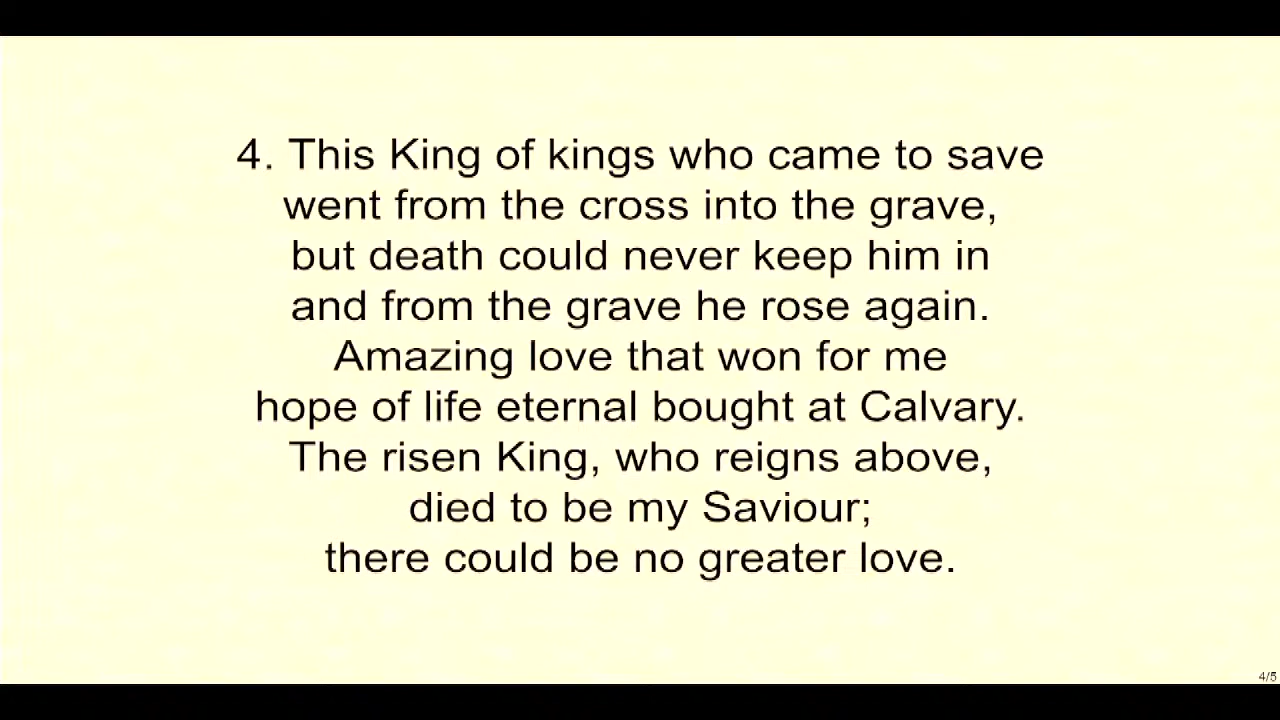 4. This King of kings who came to save
went from the cross into the grave,
but death could never keep him in
and from the grave he rose again.
Amazing love that won for me
hope of life eternal bought at Calvary.
The risen King, who reigns above,
died to be my Saviour;
there could be no greater love.
4/5